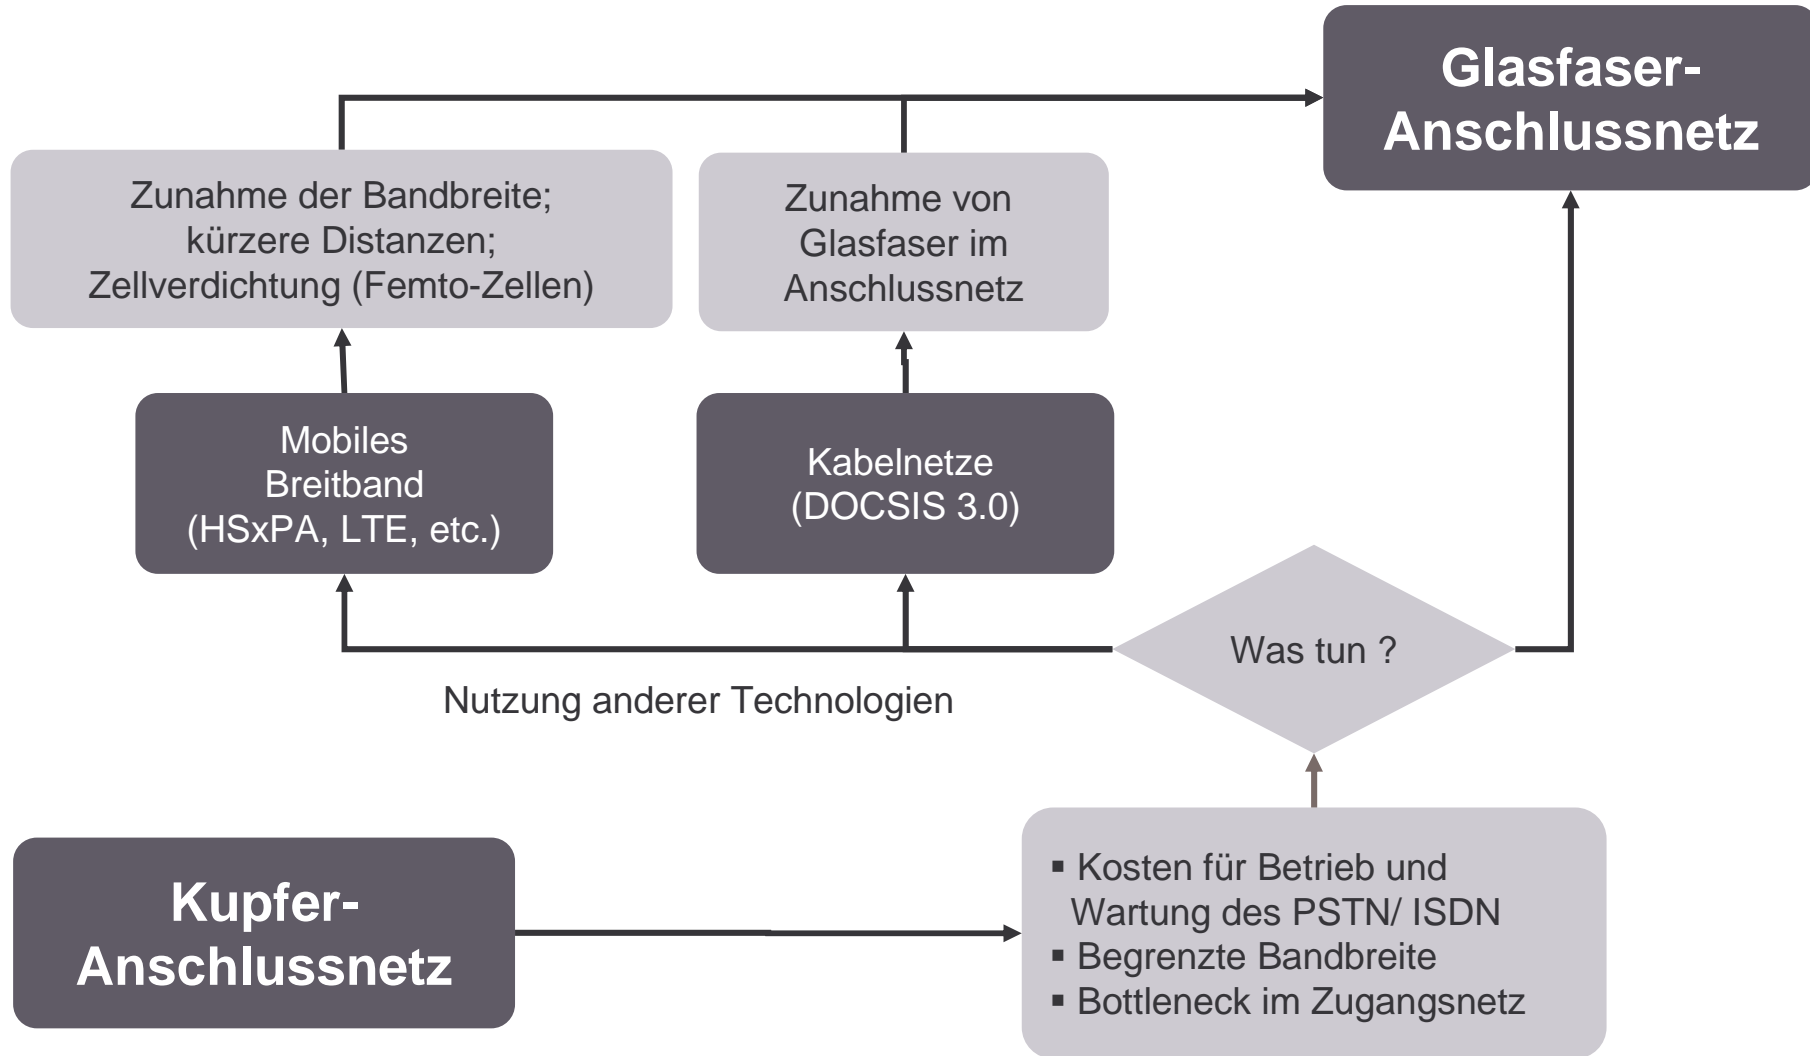 Glasfaser-
Anschlussnetz
Zunahme der Bandbreite;
kürzere Distanzen;
Zellverdichtung (Femto-Zellen)
Zunahme von
Glasfaser im
Anschlussnetz
Mobiles
Breitband
(HSxPA, LTE, etc.)
Kabelnetze
(DOCSIS 3.0)
Was tun ?
Nutzung anderer Technologien
Kupfer-
Anschlussnetz
▪ Kosten für Betrieb und
Wartung des PSTN/ ISDN
▪ Begrenzte Bandbreite
▪ Bottleneck im Zugangsnetz